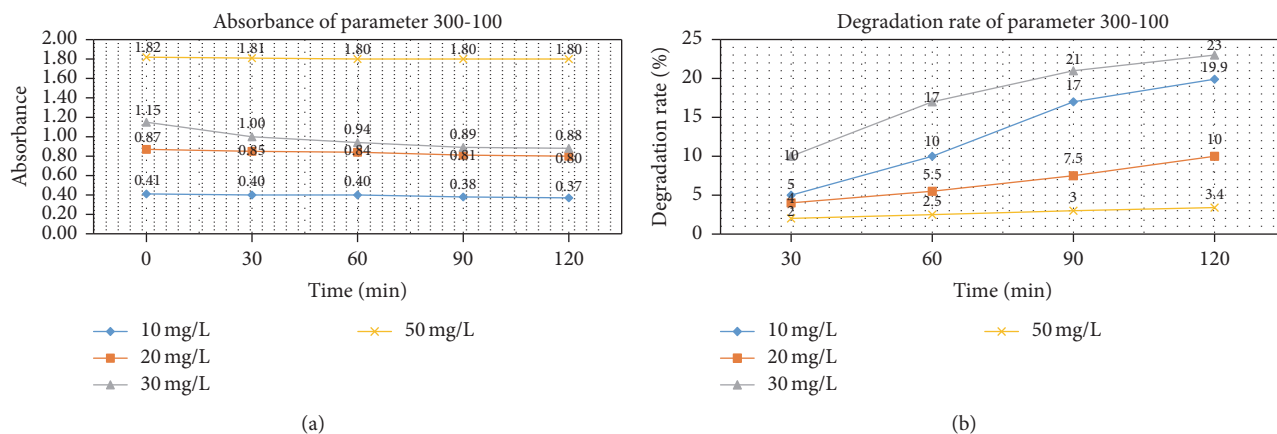 Absorbance of parameter 300-100
Absorbance
2.00
1.80
1.60
1.40
1.20
1.00
0.80
0.60
0.40
0.20
0.00
1.82 1.81 1.80 1.80 1.80
1.15 1.00 0.94 0.89 0.88
0.87 0.85 0.84 0.81 0.80
0.41 0.40 0.40 0.38 0.37
0 30 60 90 120
Time (min)
10 mg/L 50 mg/L
20 mg/L
30 mg/L
(a)
Degradation rate of parameter 300-100
Degradation rate (%)
25
20
15
10
5
0
10 17 21 23
5 10 17 19.9
4 5.5 7.5 10
2 2.5 3 3.4
30 60 90 120
Time (min)
10 mg/L 50 mg/L
20 mg/L
30 mg/L
(b)